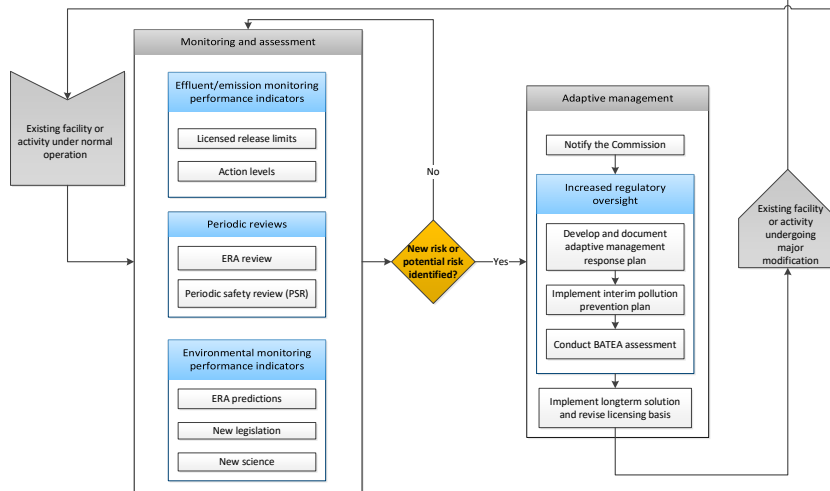 Monitoring and assessment
Existing facility or
activity under normal
operation
Effluent/emission monitoring
performance indicators
Licensed release limits
Action levels
Periodic reviews
ERA review
Periodic safety review (PSR)
Environmental monitoring
performance indicators
ERA predictions
New legislation
New science
No
New risk or
potential risk
identified?
Yes
Adaptive management
Notify the Commission
Increased regulatory
oversight
Develop and document
adaptive management
response plan
Implement interim pollution
prevention plan
Conduct BATEA assessment
Implement longterm solution
and revise licensing basis
Existing facility
or activity
undergoing
major
modification